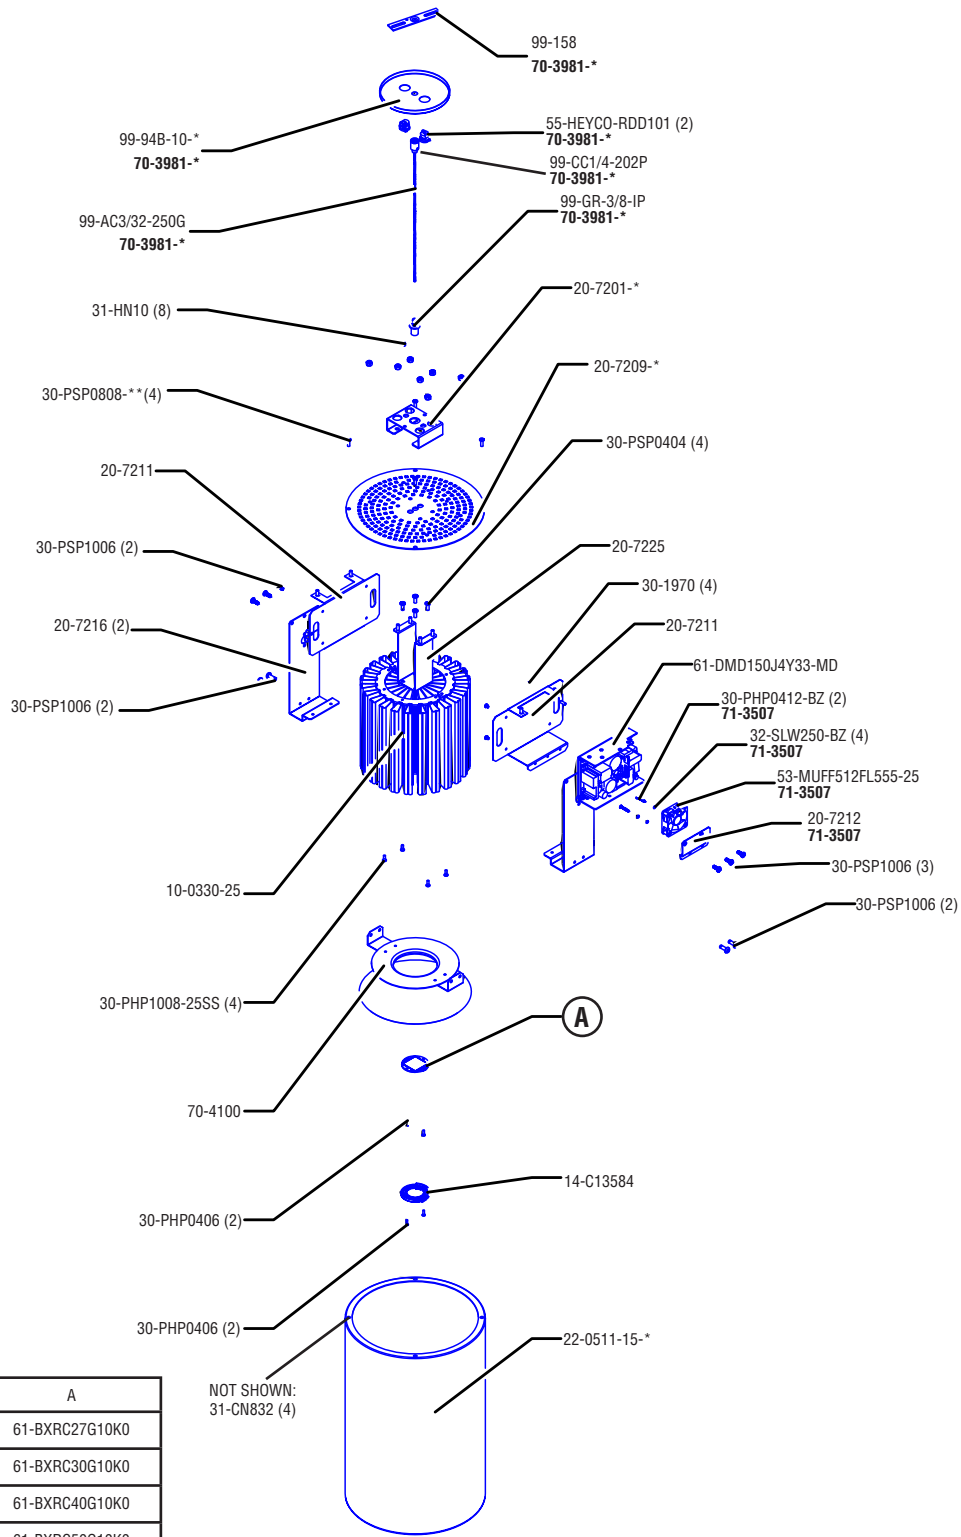 99-158
70-3981-*
55-HEYCO-RDD101 (2)
70-3981-*
99-94B-10-*
70-3981-*
99-CC1/4-202P
70-3981-*
99-GR-3/8-IP
70-3981-*
99-AC3/32-250G
70-3981-*
20-7201-*
31-HN10 (8)
20-7209-*
30-PSP0808-**(4)
30-PSP0404 (4)
20-7211
30-PSP1006 (2)
20-7225
30-1970 (4)
20-7216 (2)
20-7211
61-DMD150J4Y33-MD
30-PSP1006 (2)
30-PHP0412-BZ (2)
71-3507
32-SLW250-BZ (4)
71-3507
53-MUFF512FL555-25
71-3507
20-7212
71-3507
30-PSP1006 (3)
10-0330-25
30-PSP1006 (2)
30-PHP1008-25SS (4)
A
70-4100
14-C13584
30-PHP0406 (2)
30-PHP0406 (2)
22-0511-15-*
NOT SHOWN:
31-CN832 (4)
A
61-BXRC27G10K0
61-BXRC30G10K0
61-BXRC40G10K0